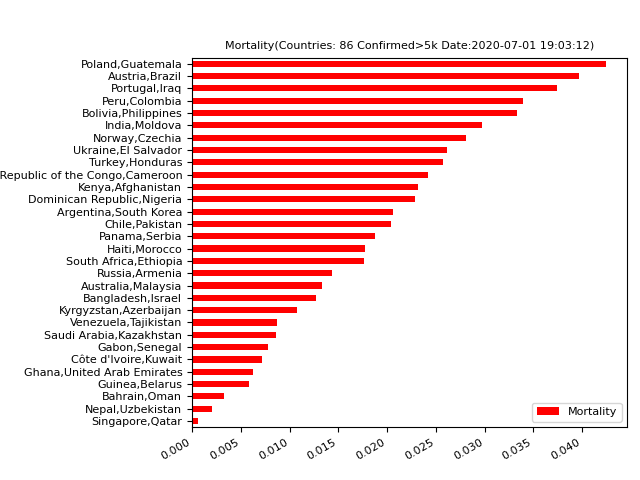 Mortality(Countries: 86 Confirmed>5k Date:2020-07-01 19:03:12)
Poland,Guatemala
Austria,Brazil
Portugal,Iraq
Peru,Colombia
Bolivia,Philippines
India,Moldova
Norway,Czechia
Ukraine,El Salvador
Turkey,Honduras
Republic of the Congo,Cameroon
Kenya,Afghanistan
Dominican Republic,Nigeria
Argentina,South Korea
Chile,Pakistan
Panama,Serbia
Haiti,Morocco
South Africa,Ethiopia
Russia,Armenia
Australia,Malaysia
Bangladesh,Israel
Kyrgyzstan,Azerbaijan
Venezuela,Tajikistan
Saudi Arabia,Kazakhstan
Gabon,Senegal
Côte d'Ivoire,Kuwait
Ghana,United Arab Emirates
Guinea,Belarus
Bahrain,Oman
Nepal,Uzbekistan
Singapore,Qatar
Mortality
0.000 0.005 0.010 0.015 0.020 0.025 0.030 0.035 0.040